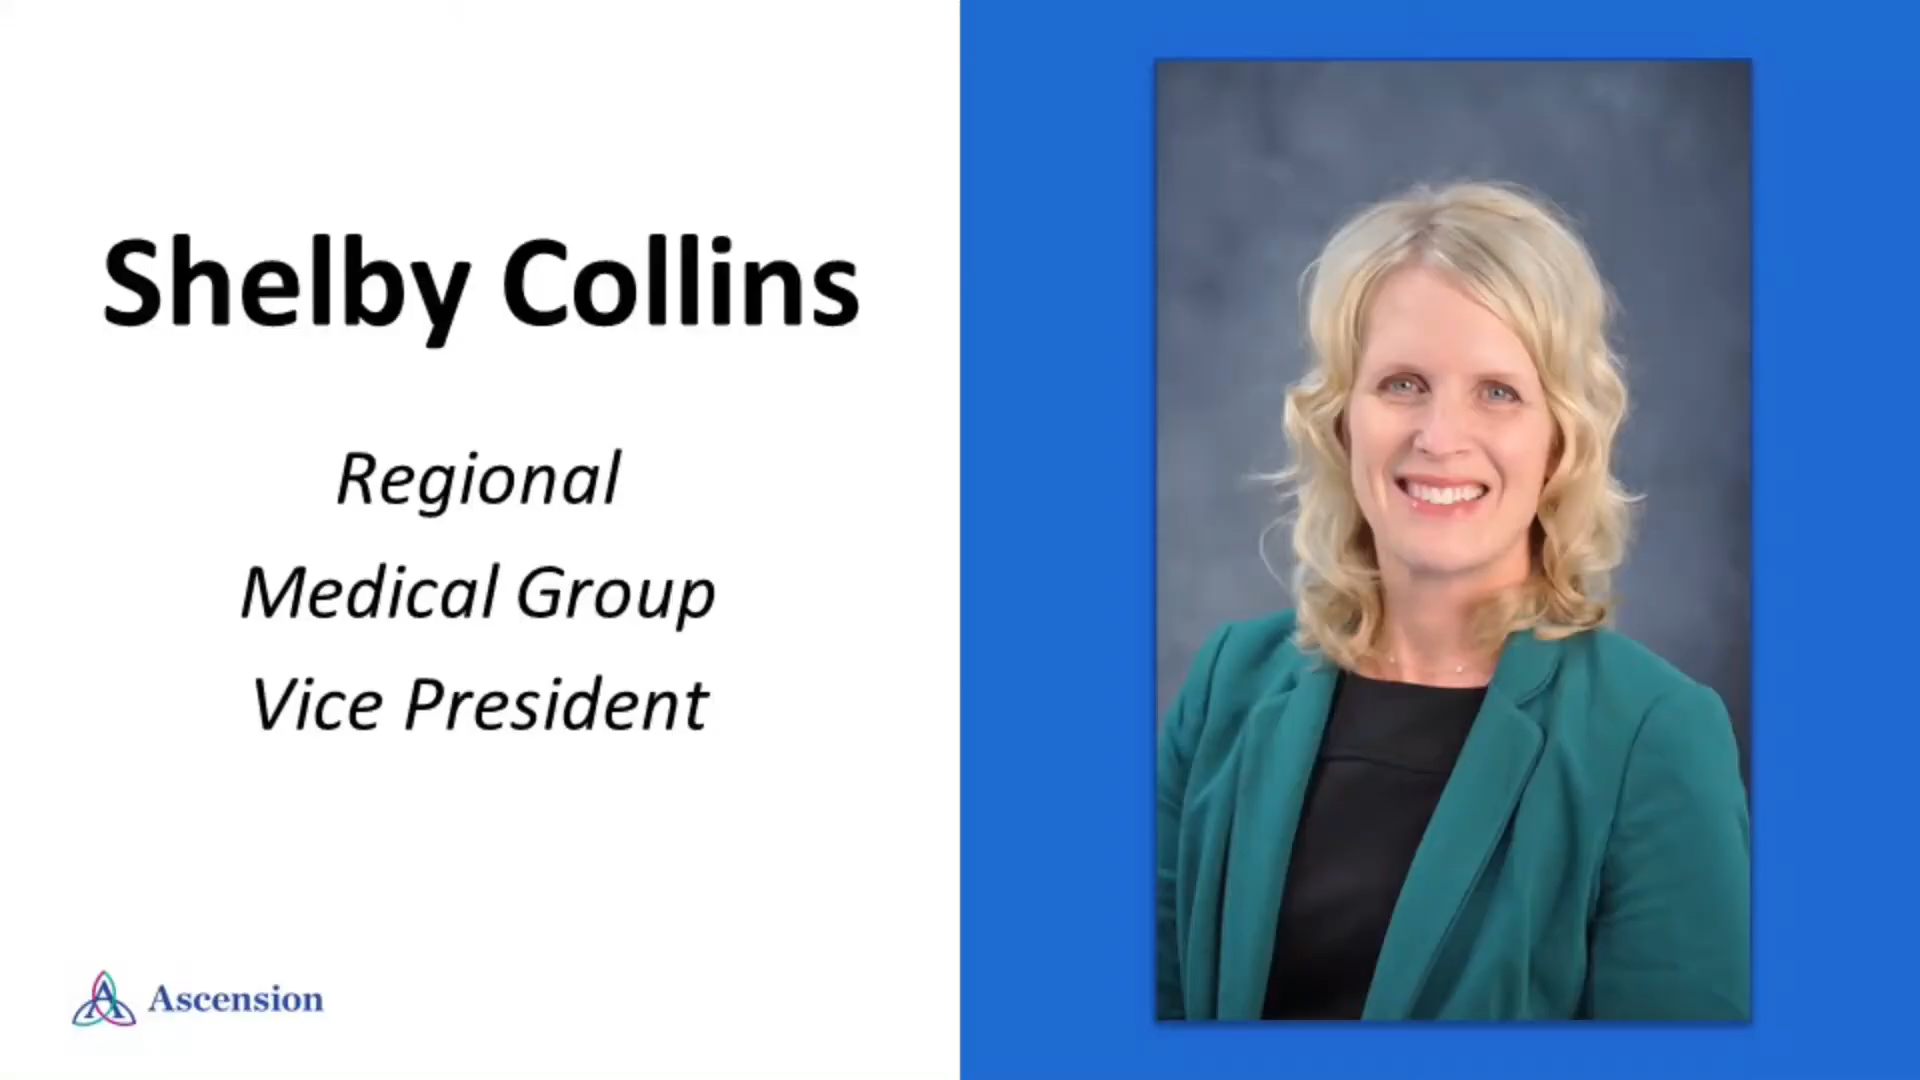 Shelby Collins
Regional
Medical Group
Vice President
Ascension